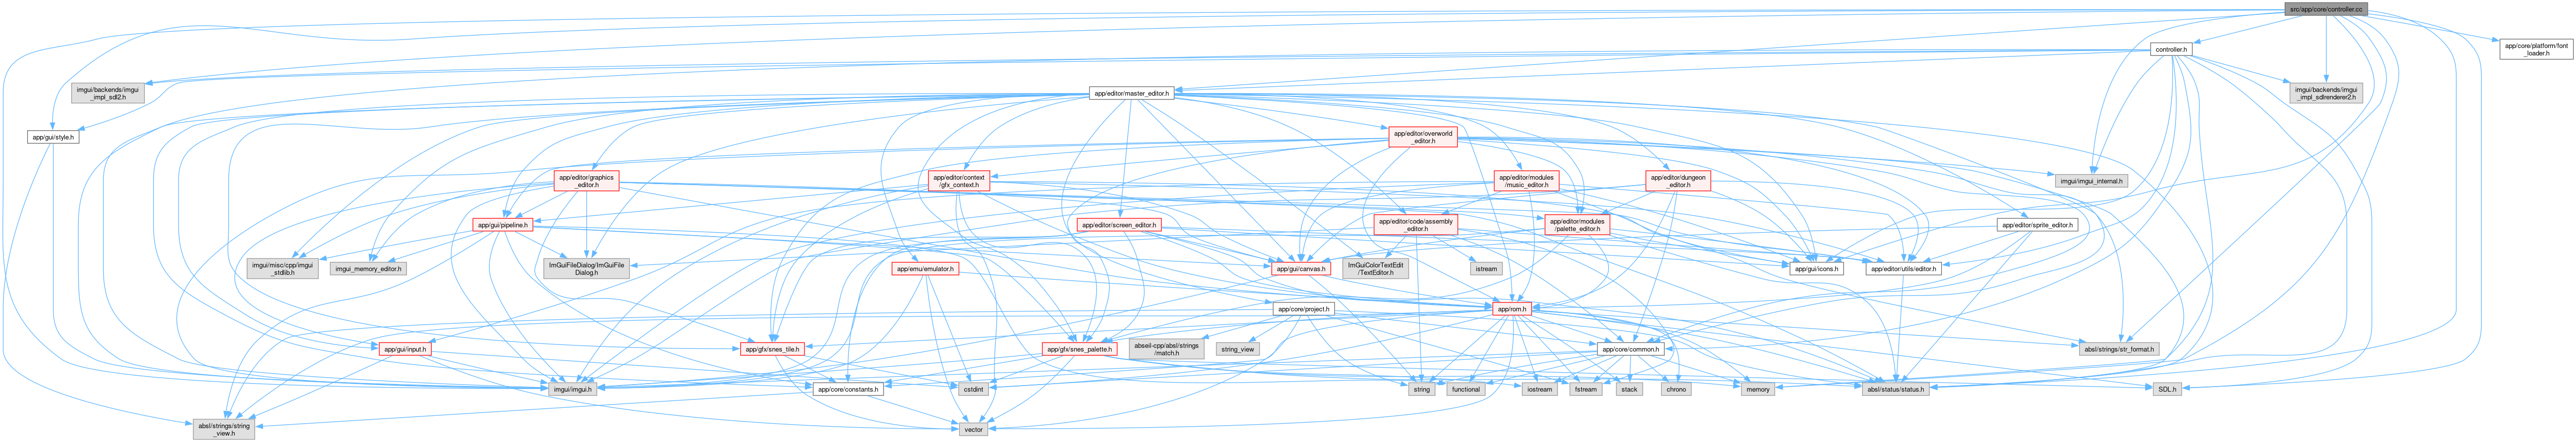 src/app/core/controller.cc
controller.h
app/core/platform/font
_loader.h
imgui/backends/imgui
_impl_sdl2.h
app/editor/master_editor.h
imgui/backends/imgui
_impl_sdlrenderer2.h
app/gui/style.h
app/editor/overworld
_editor.h
app/editor/graphics
_editor.h
app/editor/context
/gfx_context.h
app/editor/modules
/music_editor.h
app/editor/dungeon
_editor.h
imgui/imgui_internal.h
app/gui/pipeline.h
app/editor/screen_editor.h
app/editor/code/assembly
_editor.h
app/editor/modules
/palette_editor.h
app/editor/sprite_editor.h
imgui/misc/cpp/imgui
_stdlib.h
imgui_memory_editor.h
ImGuiFileDialog/ImGuiFile
Dialog.h
app/emu/emulator.h
app/gui/canvas.h
ImGuiColorTextEdit
/TextEditor.h
istream
app/gui/icons.h
app/editor/utils/editor.h
app/core/project.h
app/rom.h
app/gui/input.h
app/gfx/snes_tile.h
app/gfx/snes_palette.h
abseil-cpp/absl/strings
/match.h
string_view
app/core/common.h
absl/strings/str_format.h
imgui/imgui.h
app/core/constants.h
cstdint
string
functional
iostream
fstream
stack
chrono
memory
absl/status/status.h
SDL.h
absl/strings/string
_view.h
vector